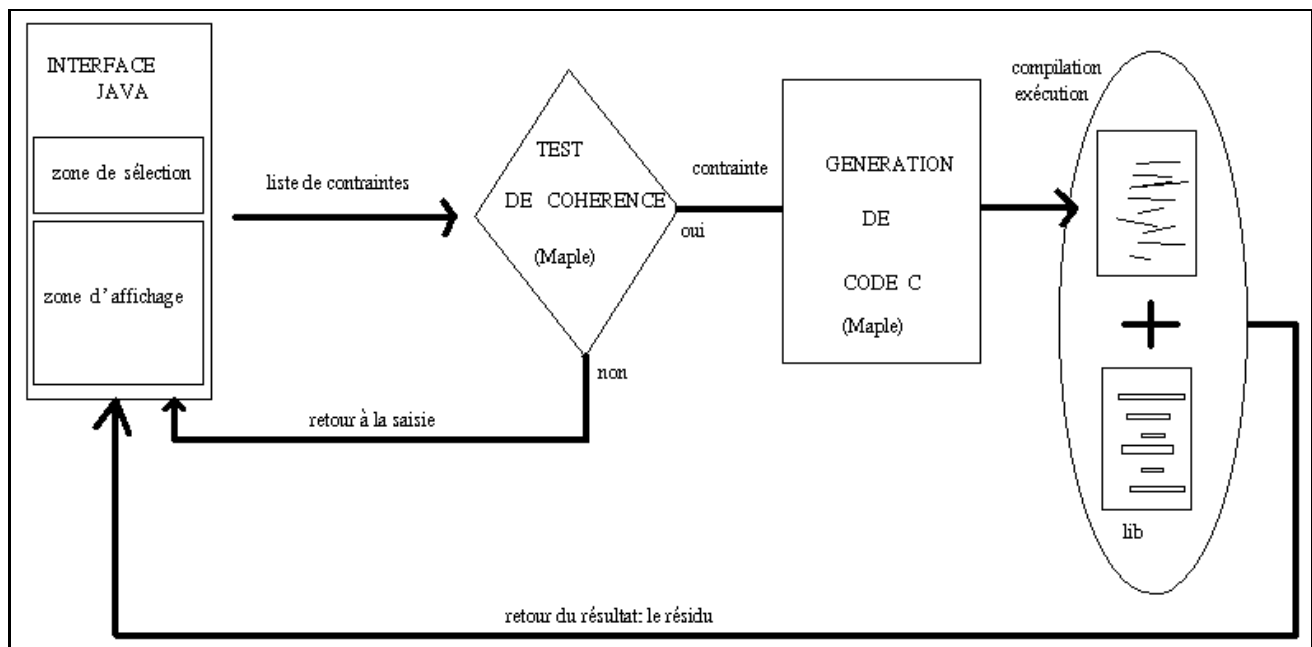 INTERFACE
JAVA
zone de sélection
zone d'affichage
liste de contraintes
TEST
DE COHERENCE
(Maple)
contrainte
oui
non
retour à la saisie
GENERATION
DE
CODE C
(Maple)
compilation
exécution
lib
retour du résultat: le résidu